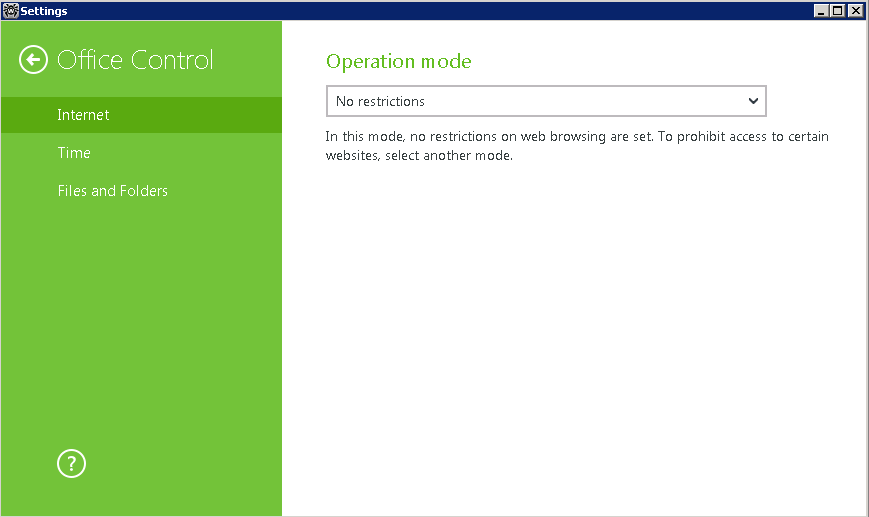 Settings
Office Control
Internet
Time
Files and Folders
?
Operation mode
No restrictions
In this mode, no restrictions on web browsing are set. To prohibit access to certain
websites, select another mode.